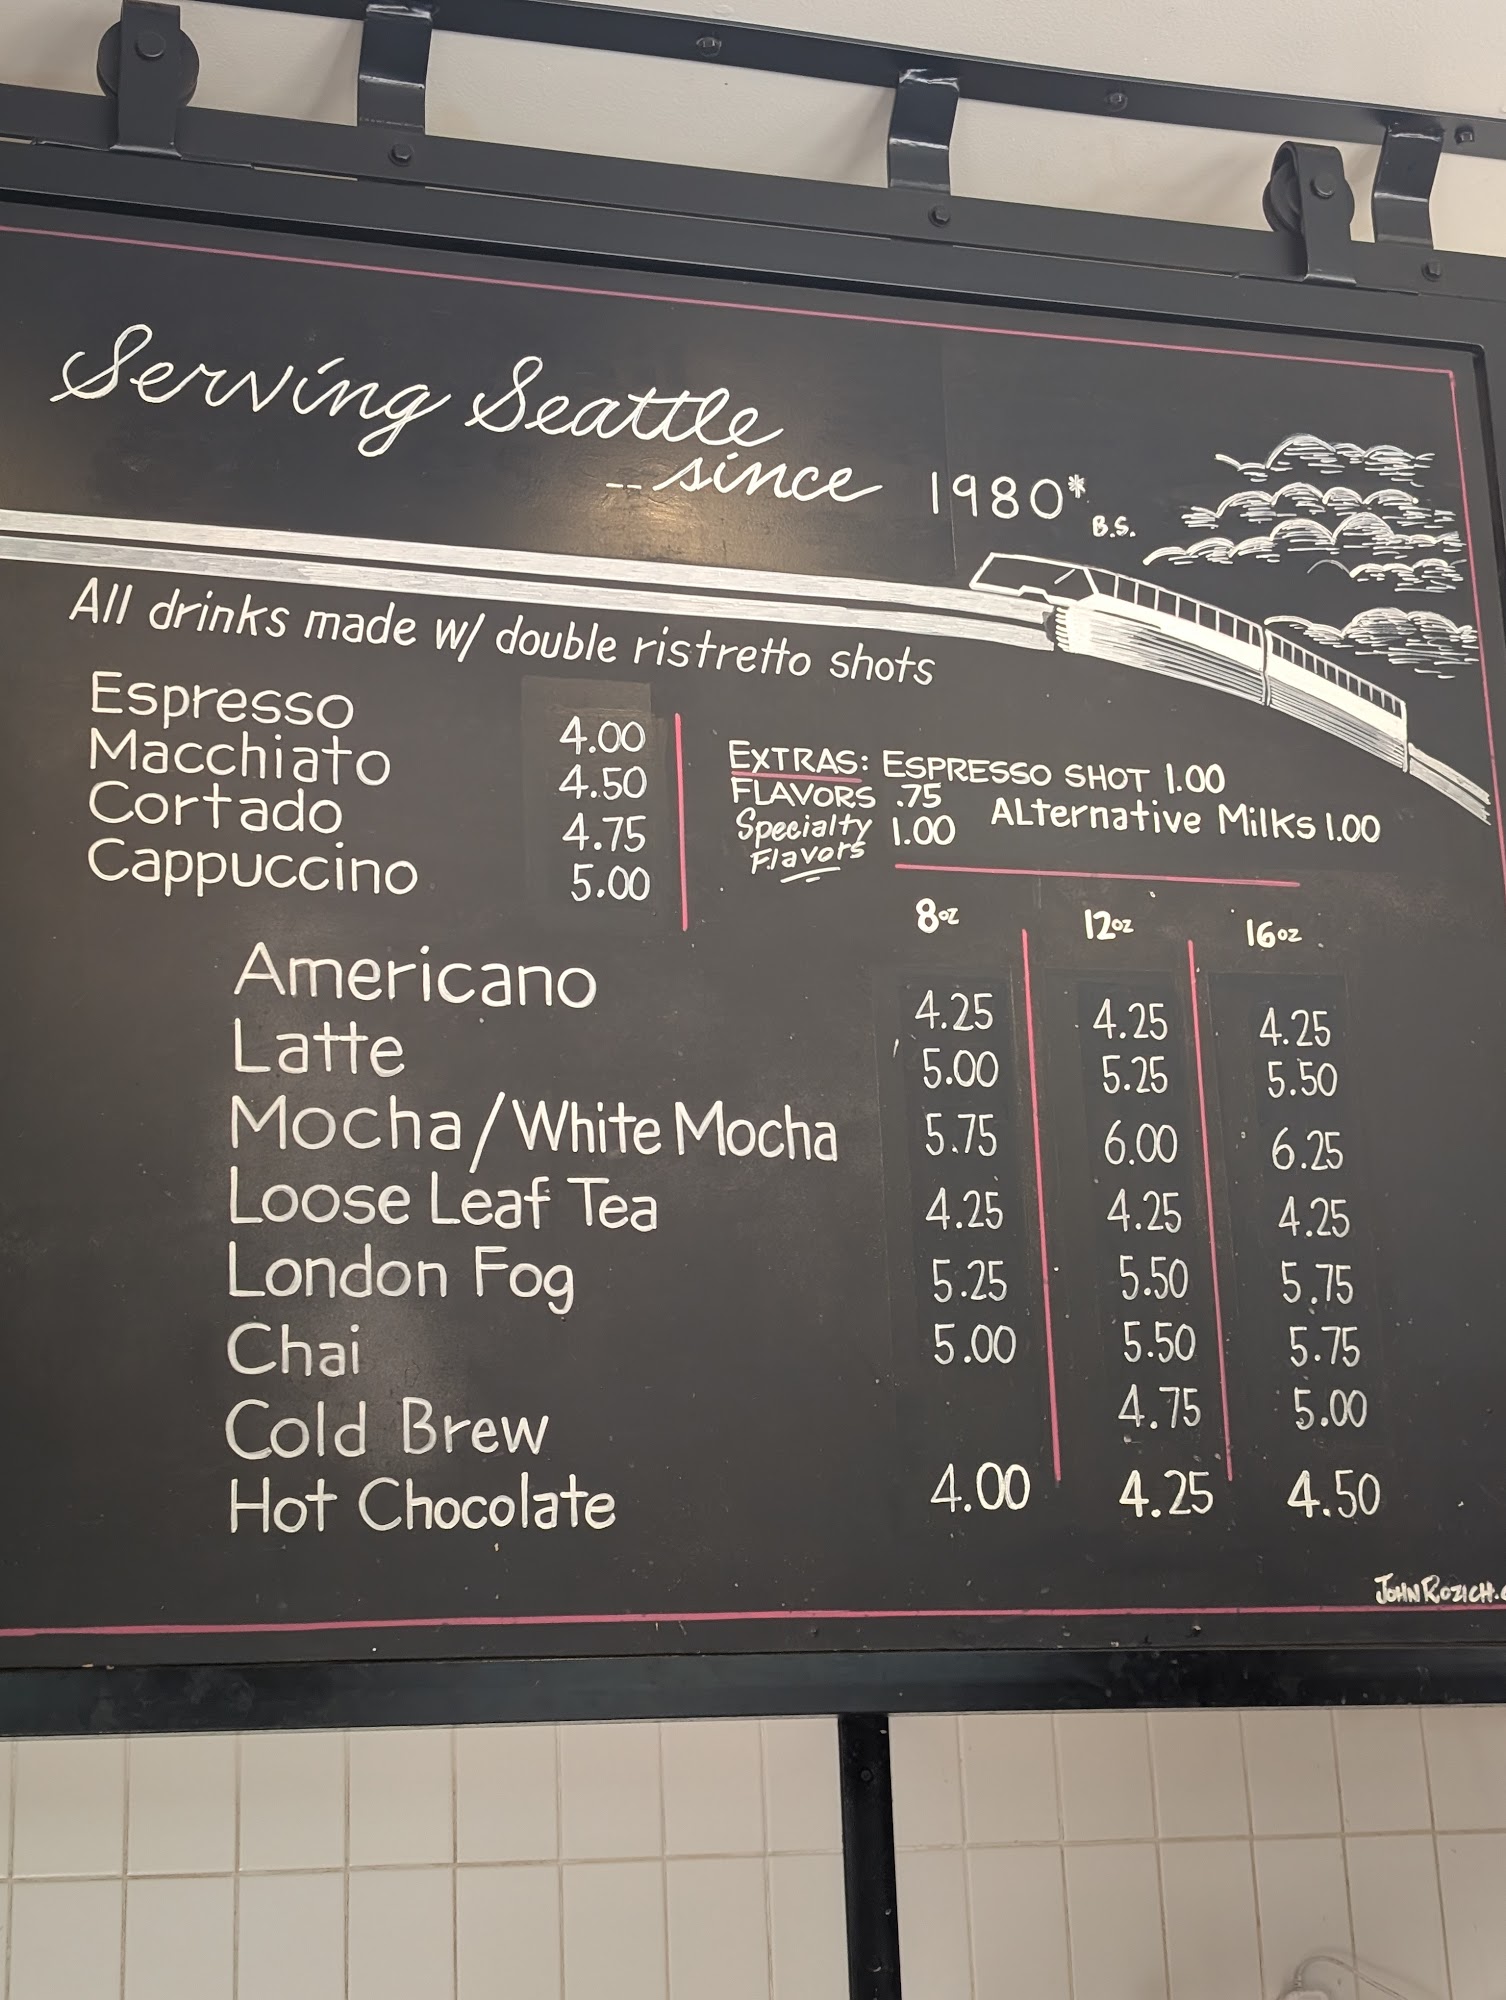 Serving Seattle
-- since 1980*
B.S.
All drinks made w/ double ristretto shots
Espresso 4.00
Macchiato 4.50
Cortado 4.75
Cappuccino 5.00
EXTRAS: ESPRESSO SHOT 1.00
FLAVORS .75 ALternative MiLKS 1.00
Specialty Flavors 1.00
8oz 12oz 16oz
Americano 4.25 4.25 4.25
Latte 5.00 5.25 5.50
Mocha/White Mocha 5.75 6.00 6.25
Loose Leaf Tea 4.25 4.25 4.25
London Fog 5.25 5.50 5.75
Chai 5.00 5.50 5.75
Cold Brew 4.75 5.00
Hot Chocolate 4.00 4.25 4.50
JOHN ROZICH.